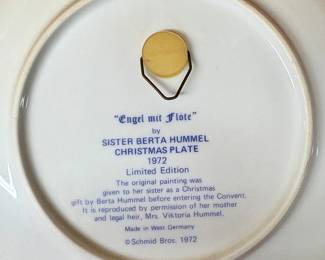 "Engel mit Flöte"
by
SISTER BERTA HUMMEL
CHRISTMAS PLATE
1972
Limited Edition
The original painting was
given to her sister as a Christmas
gift by Berta Hummel before entering the Convent.
It is reproduced by permission of her mother
and legal heir, Mrs. Viktoria Hummel.
Made in West Germany
© Schmid Bros. 1972